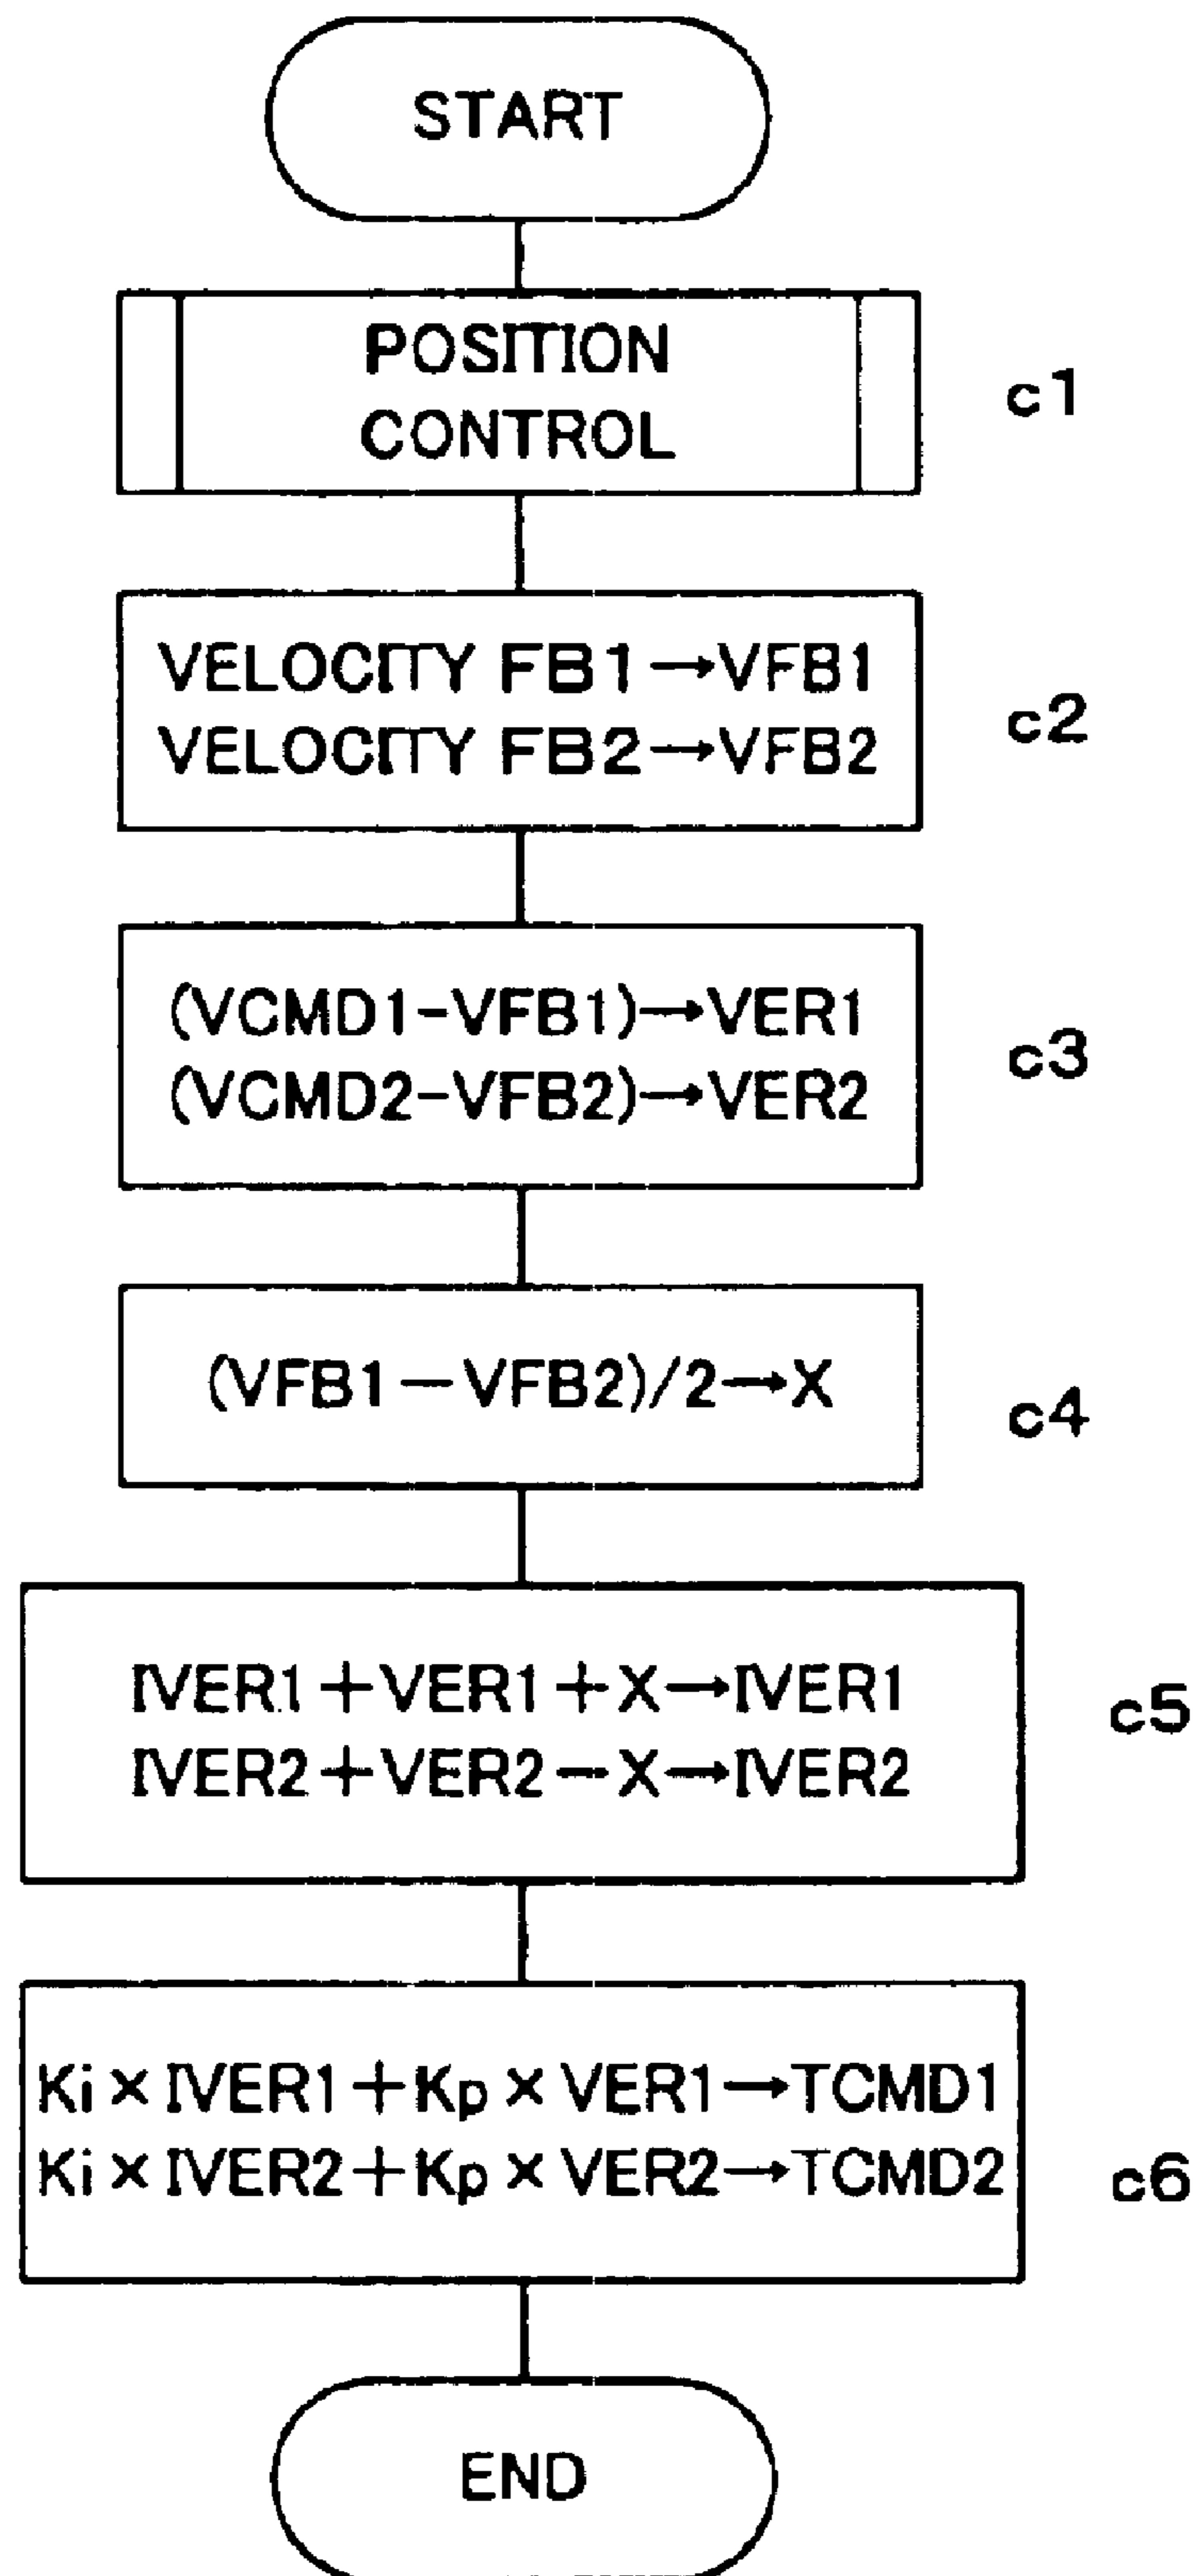 START
POSITION
CONTROL
c1
VELOCITY FB1→VFB1
VELOCITY FB2→VFB2
c2
(VCMD1-VFB1)→VER1
(VCMD2-VFB2)→VER2
c3
(VFB1-VFB2)/2→X
c4
IVER1+VER1+X→IVER1
IVER2+VER2-X→IVER2
c5
Ki×IVER1+Kp×VER1→TCMD1
Ki×IVER2+Kp×VER2→TCMD2
c6
END